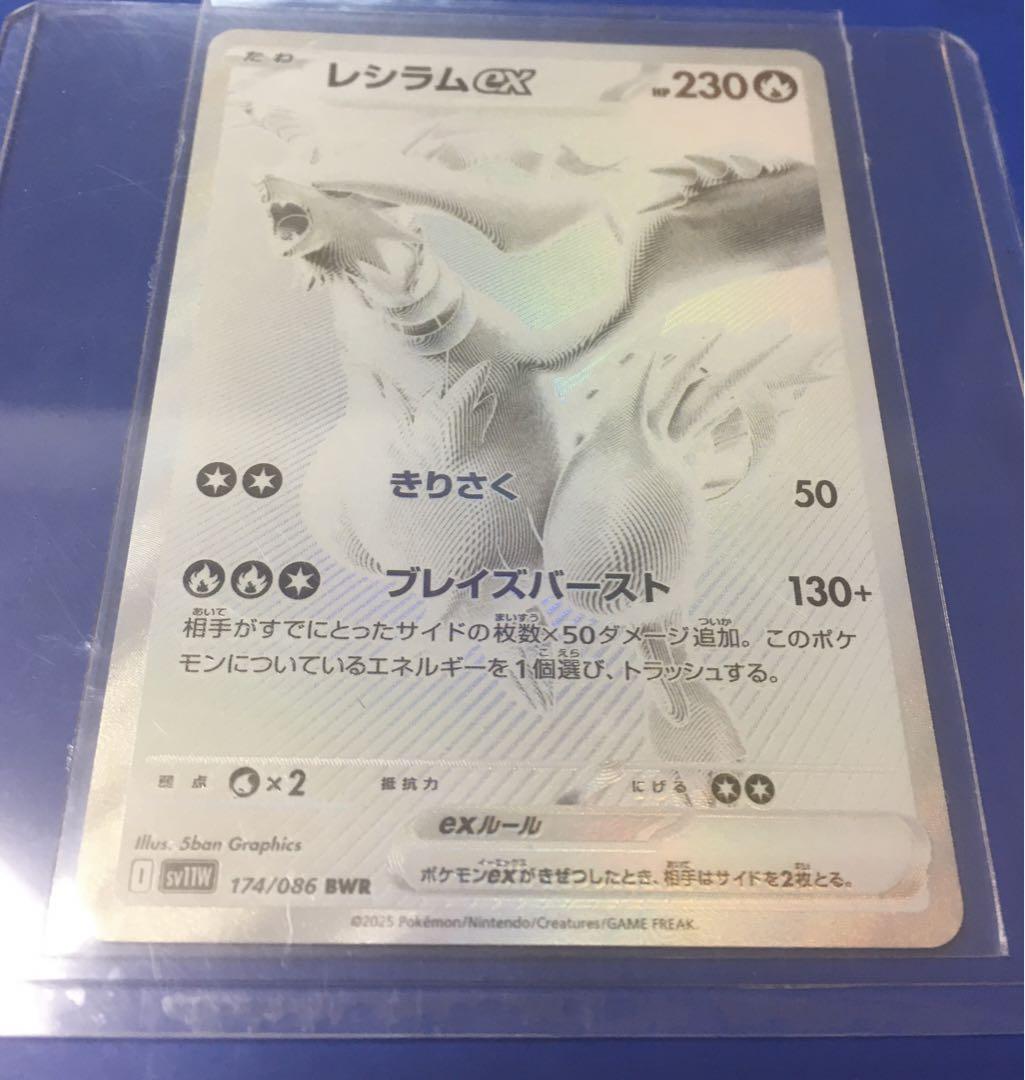 たね
レシラムex HP230
きりさく 50
ブレイズバースト 130+
相手がすでにとったサイドの枚数×50ダメージ追加。このポケ
モンについているエネルギーを1個選び、トラッシュする。
弱点 ×2 抵抗力 にげる
exルール
ポケモンexがきぜつしたとき、相手はサイドを2枚とる。
Illus. 5ban Graphics
I sv11W 174/086 BWR
©2025 Pokémon/Nintendo/Creatures/GAME FREAK.